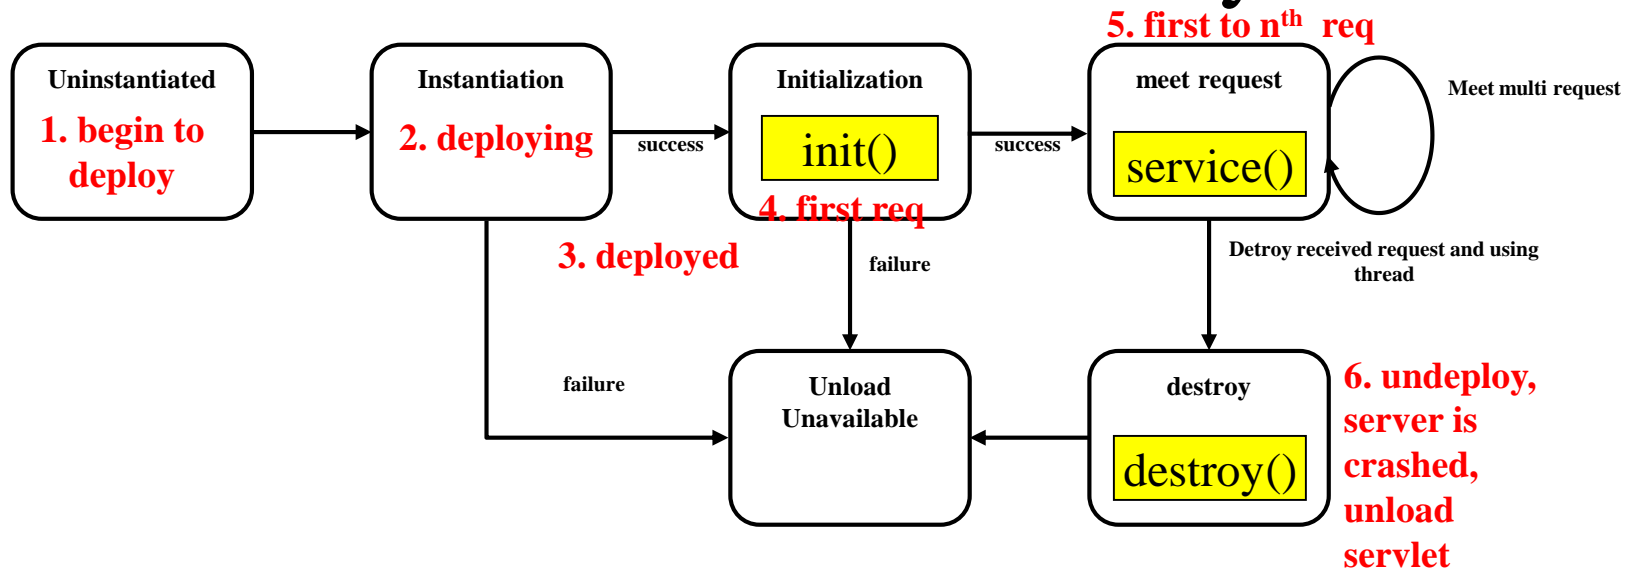 5. first to nth req
Uninstantiated
1. begin to
deploy
Instantiation
2. deploying
success
Initialization
init()
4. first req
success
meet request
service()
Meet multi request
3. deployed
failure
Detroy received request and using
thread
failure
Unload
Unavailable
destroy
destroy()
6. undeploy,
server is
crashed,
unload
servlet